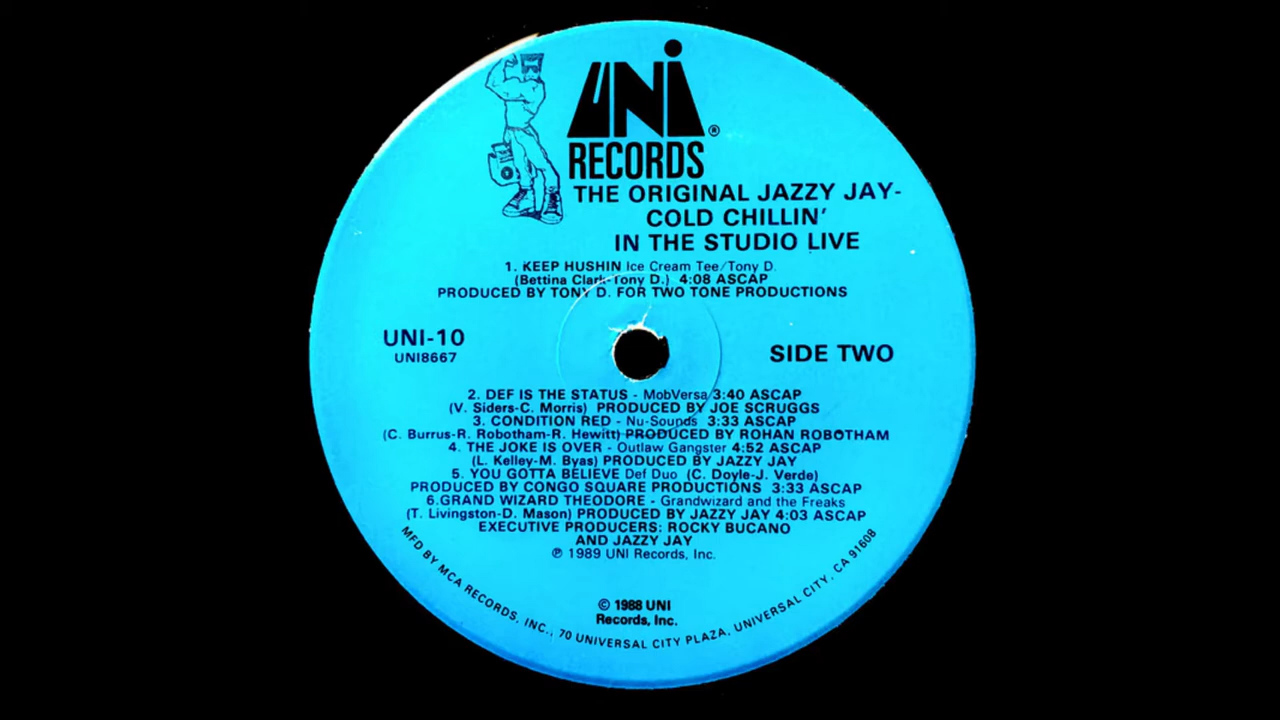 UNi ®
RECORDS
THE ORIGINAL JAZZY JAY-
COLD CHILLIN'
IN THE STUDIO LIVE
1. KEEP HUSHIN Ice Cream Tee/Tony D.
(Bettina Clark-Tony D.) 4:08 ASCAP
PRODUCED BY TONY D. FOR TWO TONE PRODUCTIONS
UNI-10
UNI8667
SIDE TWO
2. DEF IS THE STATUS - MobVersa 3:40 ASCAP
(V. Siders-C. Morris) PRODUCED BY JOE SCRUGGS
3. CONDITION RED - Nu-Sounds 3:33 ASCAP
(C. Burrus-R. Robotham-R. Hewitt) PRODUCED BY ROHAN ROBOTHAM
4. THE JOKE IS OVER - Outlaw Gangster 4:52 ASCAP
(L. Kelley-M. Byas) PRODUCED BY JAZZY JAY
5. YOU GOTTA BELIEVE Def Duo (C. Doyle-J. Verde)
PRODUCED BY CONGO SQUARE PRODUCTIONS 3:33 ASCAP
6.GRAND WIZARD THEODORE - Grandwizard and the Freaks
(T. Livingston-D. Mason) PRODUCED BY JAZZY JAY 4:03 ASCAP
EXECUTIVE PRODUCERS: ROCKY BUCANO
AND JAZZY JAY
℗ 1989 UNI Records, Inc.
© 1988 UNI
Records, Inc.
MFD BY MCA RECORDS, INC., 70 UNIVERSAL CITY PLAZA, UNIVERSAL CITY, CA 91608